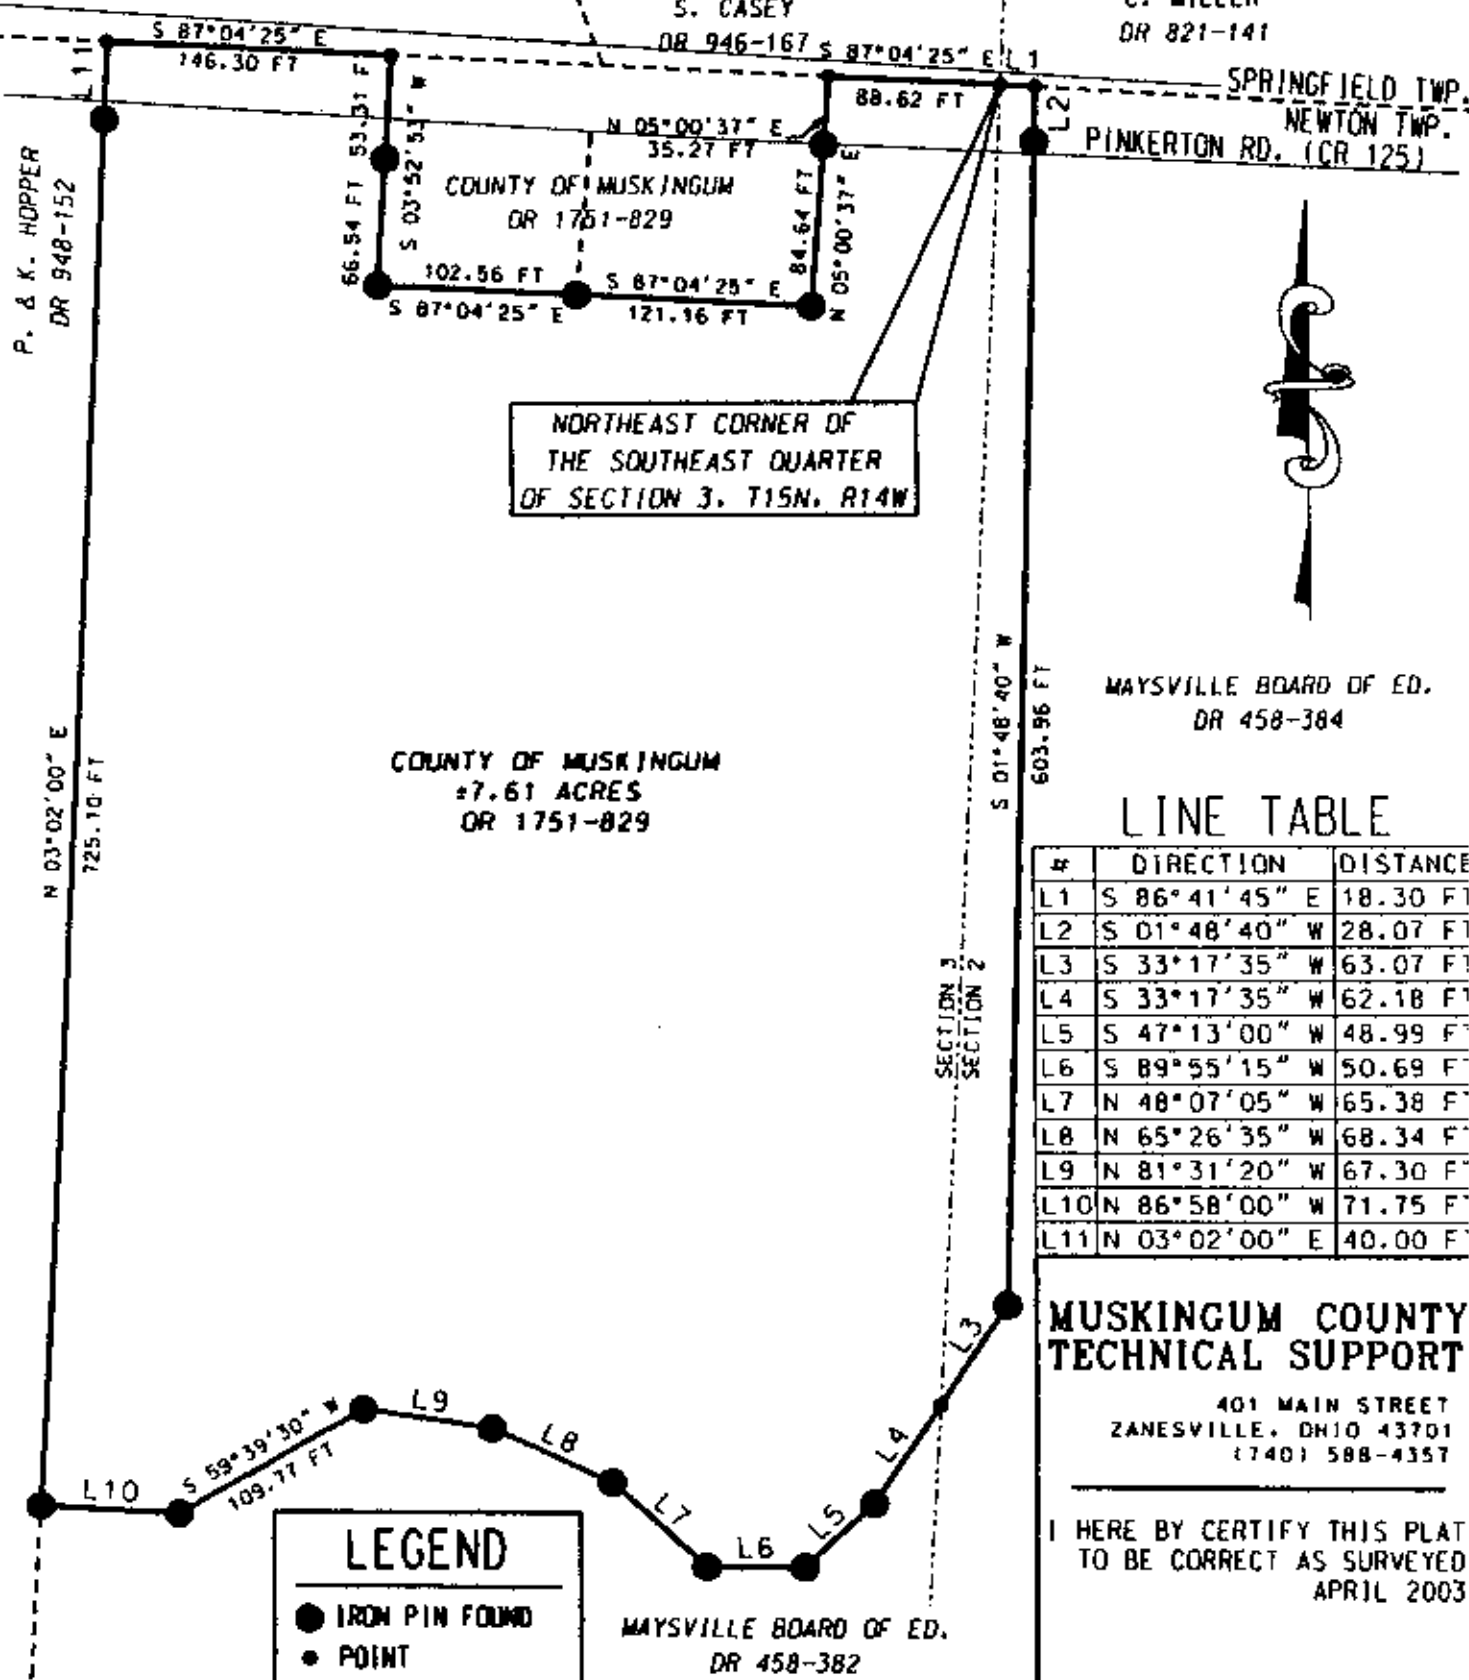 S. CASEY
DR 946-167
DR 821-141
S 87°04'25" E
146.30 FT
S 87°04'25" E
L1
88.62 FT
SPRINGFIELD TWP.
NEWTON TWP.
PINKERTON RD. (CR 125)
L11
L2
53.31 F
S 03°52'53" W
66.54 FT
N 05°00'37" E
35.27 FT
84.64 FT
N 05°00'37" E
COUNTY OF MUSKINGUM
OR 1751-829
102.56 FT
S 87°04'25" E
S 87°04'25" E
121.16 FT
P. & K. HOPPER
DR 948-152
NORTHEAST CORNER OF
THE SOUTHEAST QUARTER
OF SECTION 3, T15N, R14W
N 03°02'00" E
725.10 FT
S 01°48'40" W
603.96 FT
MAYSVILLE BOARD OF ED.
DR 458-384
COUNTY OF MUSKINGUM
±7.61 ACRES
OR 1751-829
SECTION 3
SECTION 2
LINE TABLE
# DIRECTION DISTANCE
L1 S 86°41'45" E 18.30 FT
L2 S 01°48'40" W 28.07 FT
L3 S 33°17'35" W 63.07 FT
L4 S 33°17'35" W 62.18 FT
L5 S 47°13'00" W 48.99 FT
L6 S 89°55'15" W 50.69 FT
L7 N 48°07'05" W 65.38 FT
L8 N 65°26'35" W 68.34 FT
L9 N 81°31'20" W 67.30 FT
L10 N 86°58'00" W 71.75 FT
L11 N 03°02'00" E 40.00 FT
L3
L4
L5
L6
L7
L8
L9
S 59°39'30" W
109.77 FT
L10
MUSKINGUM COUNTY
TECHNICAL SUPPORT
401 MAIN STREET
ZANESVILLE, OHIO 43701
(740) 588-4357
I HERE BY CERTIFY THIS PLAT
TO BE CORRECT AS SURVEYED
APRIL 2003
LEGEND
IRON PIN FOUND
POINT
MAYSVILLE BOARD OF ED.
DR 458-382